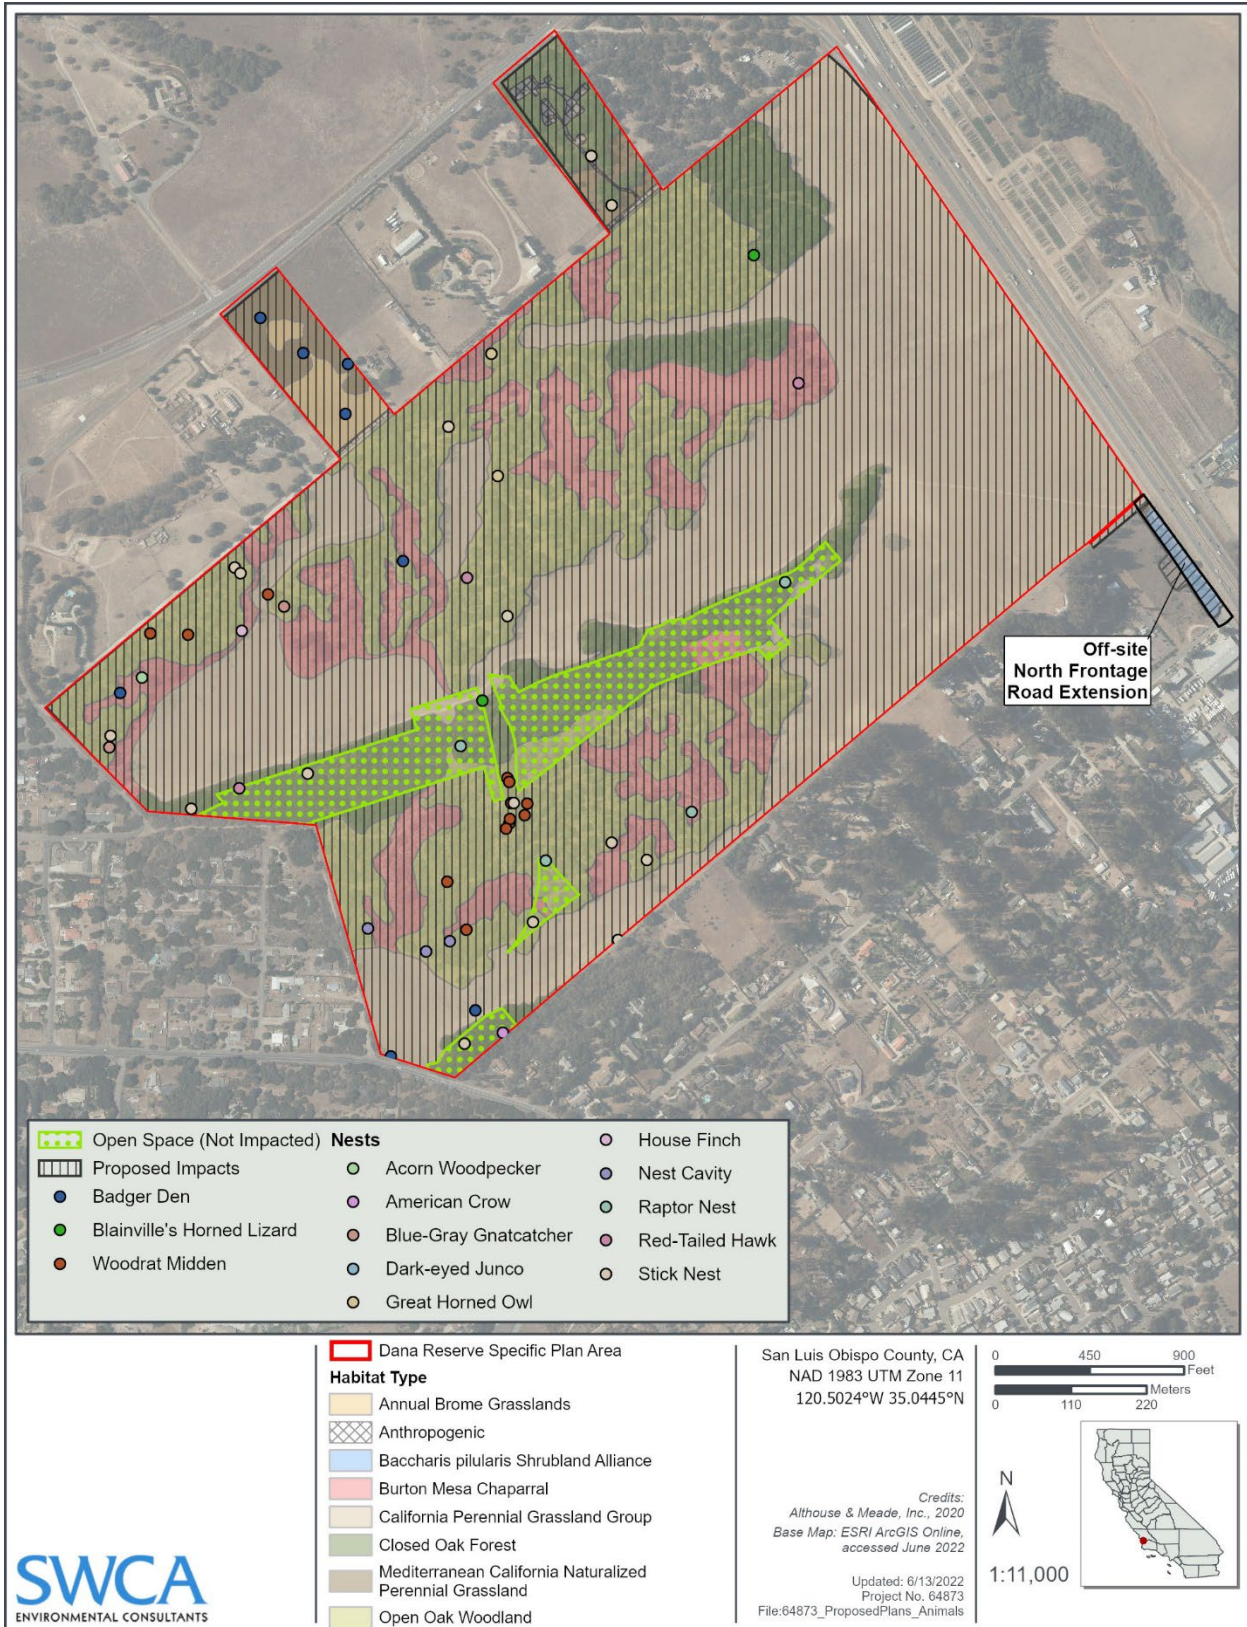 Off-site
North Frontage
Road Extension
Open Space (Not Impacted)
Proposed Impacts
Badger Den
Blainville's Horned Lizard
Woodrat Midden
Nests
Acorn Woodpecker
American Crow
Blue-Gray Gnatcatcher
Dark-eyed Junco
Great Horned Owl
House Finch
Nest Cavity
Raptor Nest
Red-Tailed Hawk
Stick Nest
Dana Reserve Specific Plan Area
Habitat Type
Annual Brome Grasslands
Anthropogenic
Baccharis pilularis Shrubland Alliance
Burton Mesa Chaparral
California Perennial Grassland Group
Closed Oak Forest
Mediterranean California Naturalized
Perennial Grassland
Open Oak Woodland
San Luis Obispo County, CA
NAD 1983 UTM Zone 11
120.5024°W 35.0445°N
Credits:
Althouse & Meade, Inc., 2020
Base Map: ESRI ArcGIS Online,
accessed June 2022
Updated: 6/13/2022
Project No. 64873
File:64873_ProposedPlans_Animals
0 450 900
Feet
Meters
0 110 220
N
1:11,000
SWCA
ENVIRONMENTAL CONSULTANTS